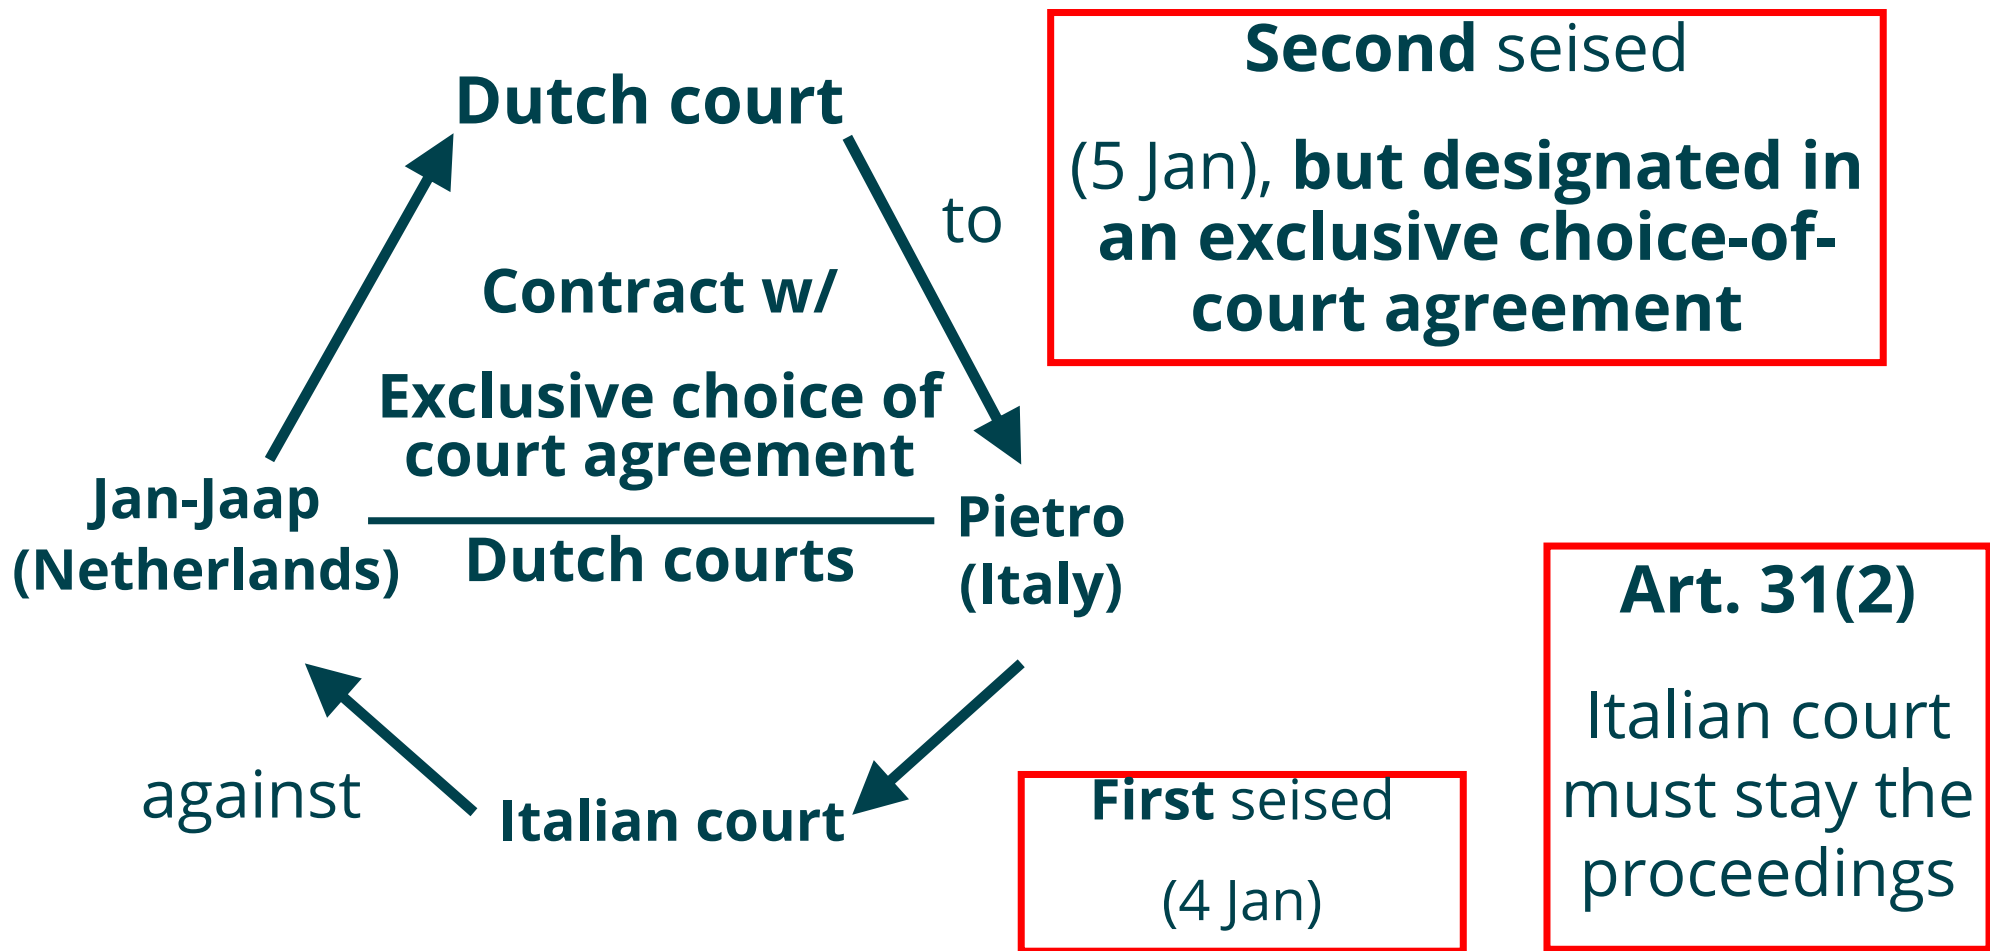 Dutch court
Second seised
(5 Jan), but designated in
an exclusive choice-of-
court agreement
to
Contract w/
Exclusive choice of
court agreement
Jan-Jaap
(Netherlands)
Dutch courts
Pietro
(Italy)
Art. 31(2)
Italian court
must stay the
proceedings
against
Italian court
First seised
(4 Jan)